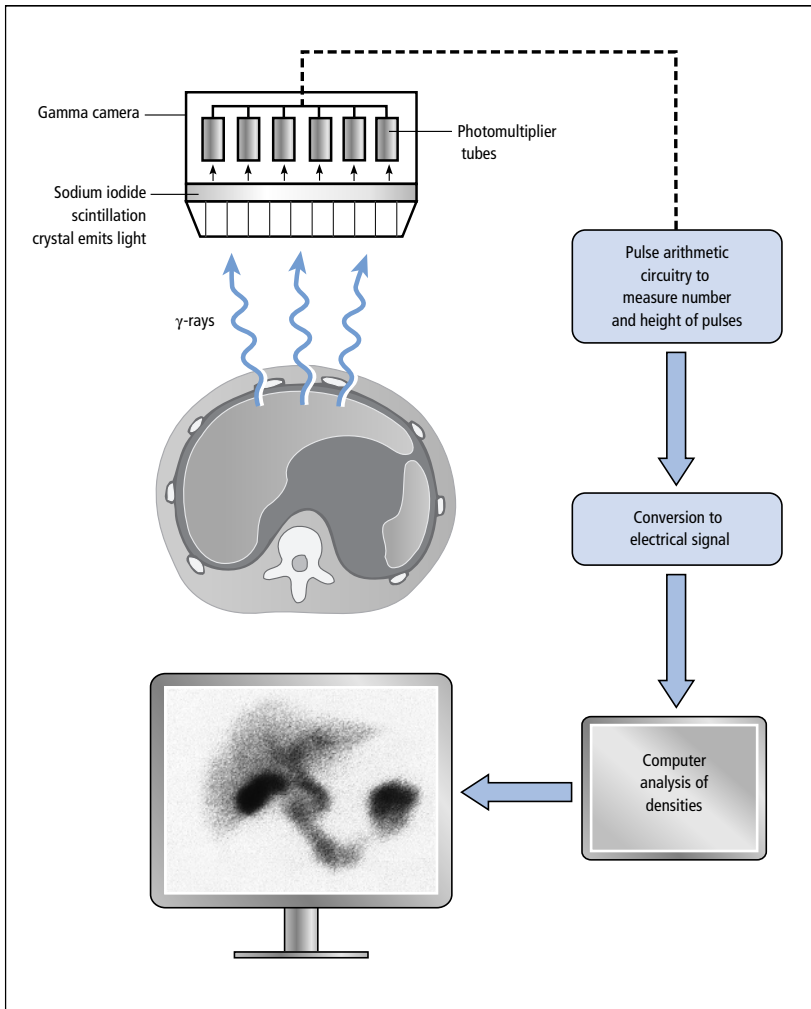 Gamma camera
Photomultiplier
tubes
Sodium iodide
scintillation
crystal emits light
γ-rays
Pulse arithmetic
circuitry to
measure number
and height of pulses
Conversion to
electrical signal
Computer
analysis of
densities